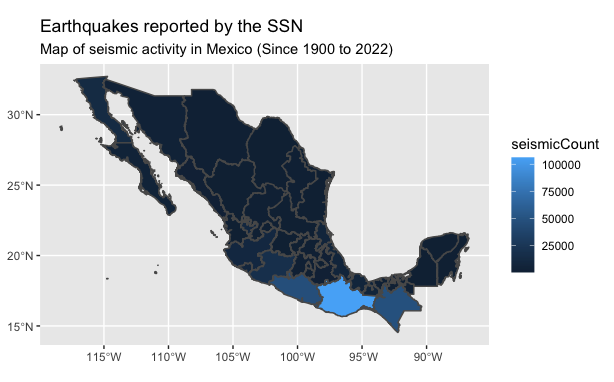 Earthquakes reported by the SSN
Map of seismic activity in Mexico (Since 1900 to 2022)
30°N
25°N
20°N
15°N
115°W
110°W
105°W
100°W
95°W
90°W
seismicCount
100000
75000
50000
25000